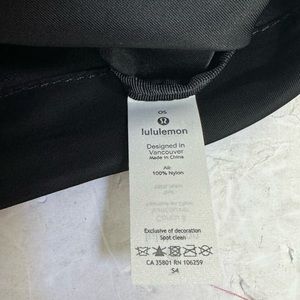 OS
lululemon
Designed in
Vancouver
Made in China
All:
100% Nylon
Exclusive of decoration
Spot clean
CA 35801 RN 106259
S4